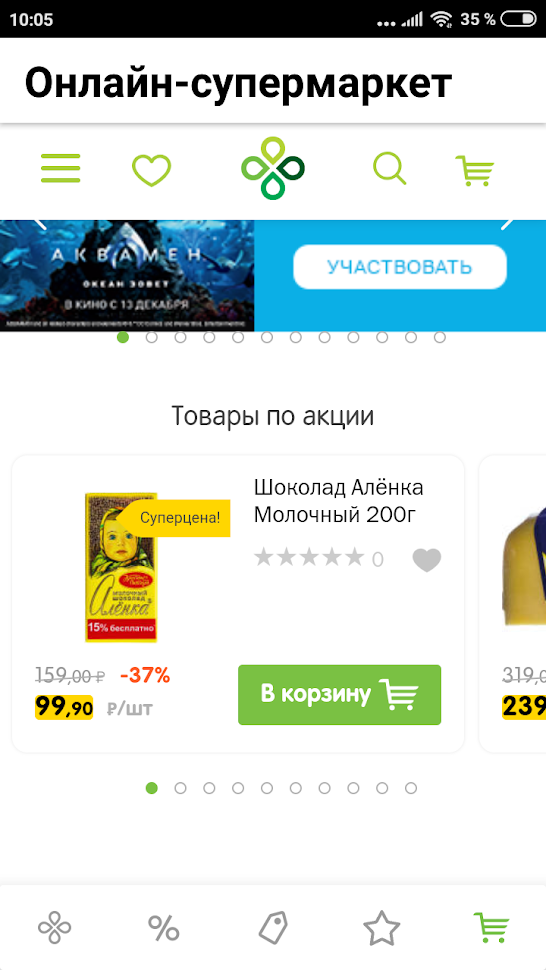 10:05
35 %
Онлайн-супермаркет
АКВАМЕН
ОКЕАН ЗОВЕТ
В КИНО С 13 ДЕКАБРЯ
УЧАСТВОВАТЬ
Товары по акции
Шоколад Алёнка
Молочный 200г
Суперцена!
0
молочный
шоколад
Алёнка
15% бесплатно
159,00 ₽ -37%
99,90 ₽/шт
В корзину
319,0
239
%